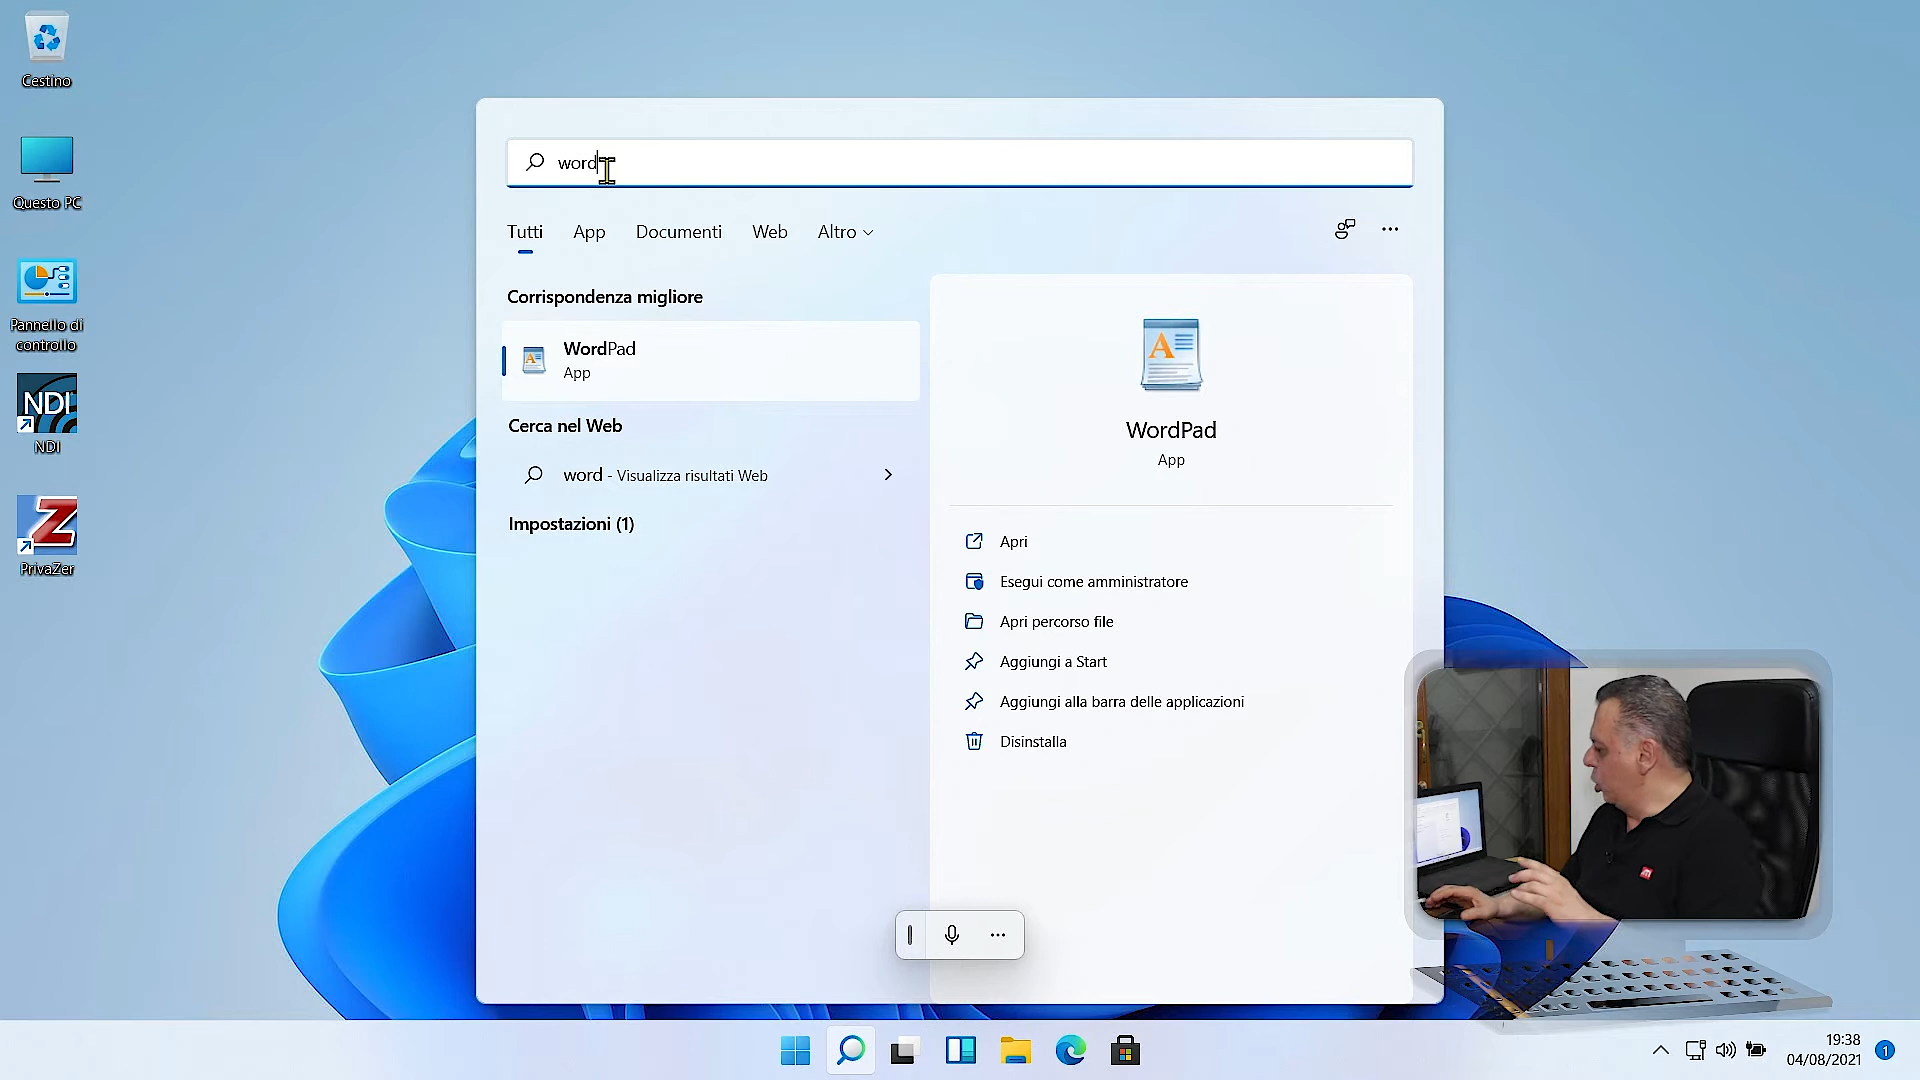 Cestino
Questo PC
Pannello di
controllo
NDI
NDI
PrivaZer
word
Tutti
App
Documenti
Web
Altro
Corrispondenza migliore
WordPad
App
Cerca nel Web
word - Visualizza risultati Web
Impostazioni (1)
WordPad
App
Apri
Esegui come amministratore
Apri percorso file
Aggiungi a Start
Aggiungi alla barra delle applicazioni
Disinstalla
19:38
04/08/2021
1